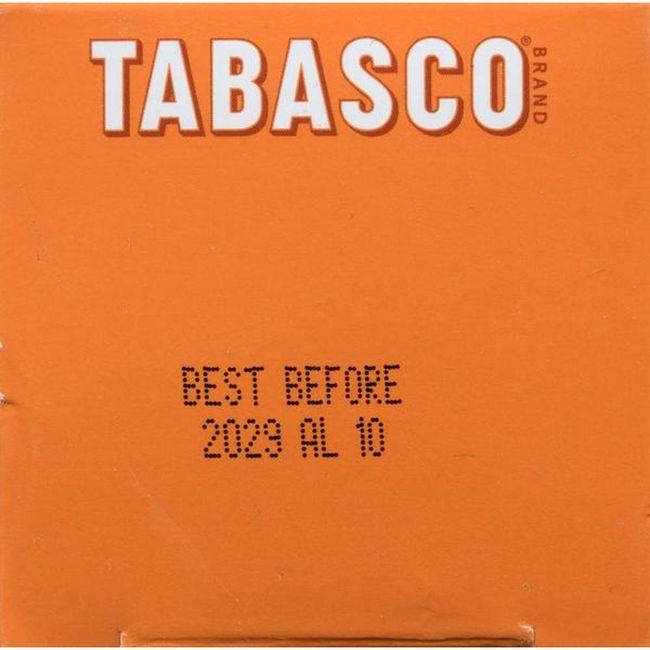 TABASCO®
BRAND
BEST BEFORE
2029 AL 10